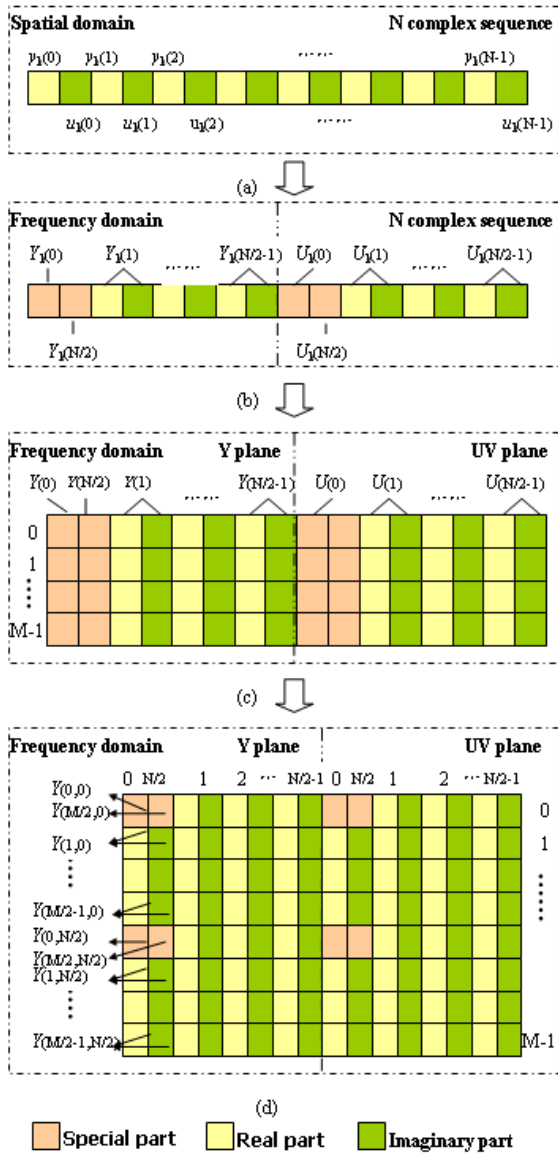 Spatial domain N complex sequence
y1(0) y1(1) y1(2) ...... y1(N-1)
u1(0) u1(1) u1(2) ...... u1(N-1)
(a)
Frequency domain N complex sequence
Y1(0) Y1(1) ...... Y1(N/2-1) U1(0) U1(1) ...... U1(N/2-1)
Y1(N/2) U1(N/2)
(b)
Frequency domain Y plane UV plane
Y(0) Y(N/2) Y(1) ...... Y(N/2-1) U(0) U(1) ...... U(N/2-1)
0
1
M-1
(c)
Frequency domain Y plane UV plane
0 N/2 1 2 ... N/2-1 0 N/2 1 2 ... N/2-1
Y(0,0)
Y(M/2,0) 0
Y(1,0) 1
Y(M/2-1,0)
Y(0,N/2)
Y(M/2,N/2)
Y(1,N/2)
Y(M/2-1,N/2) M-1
(d)
Special part Real part Imaginary part